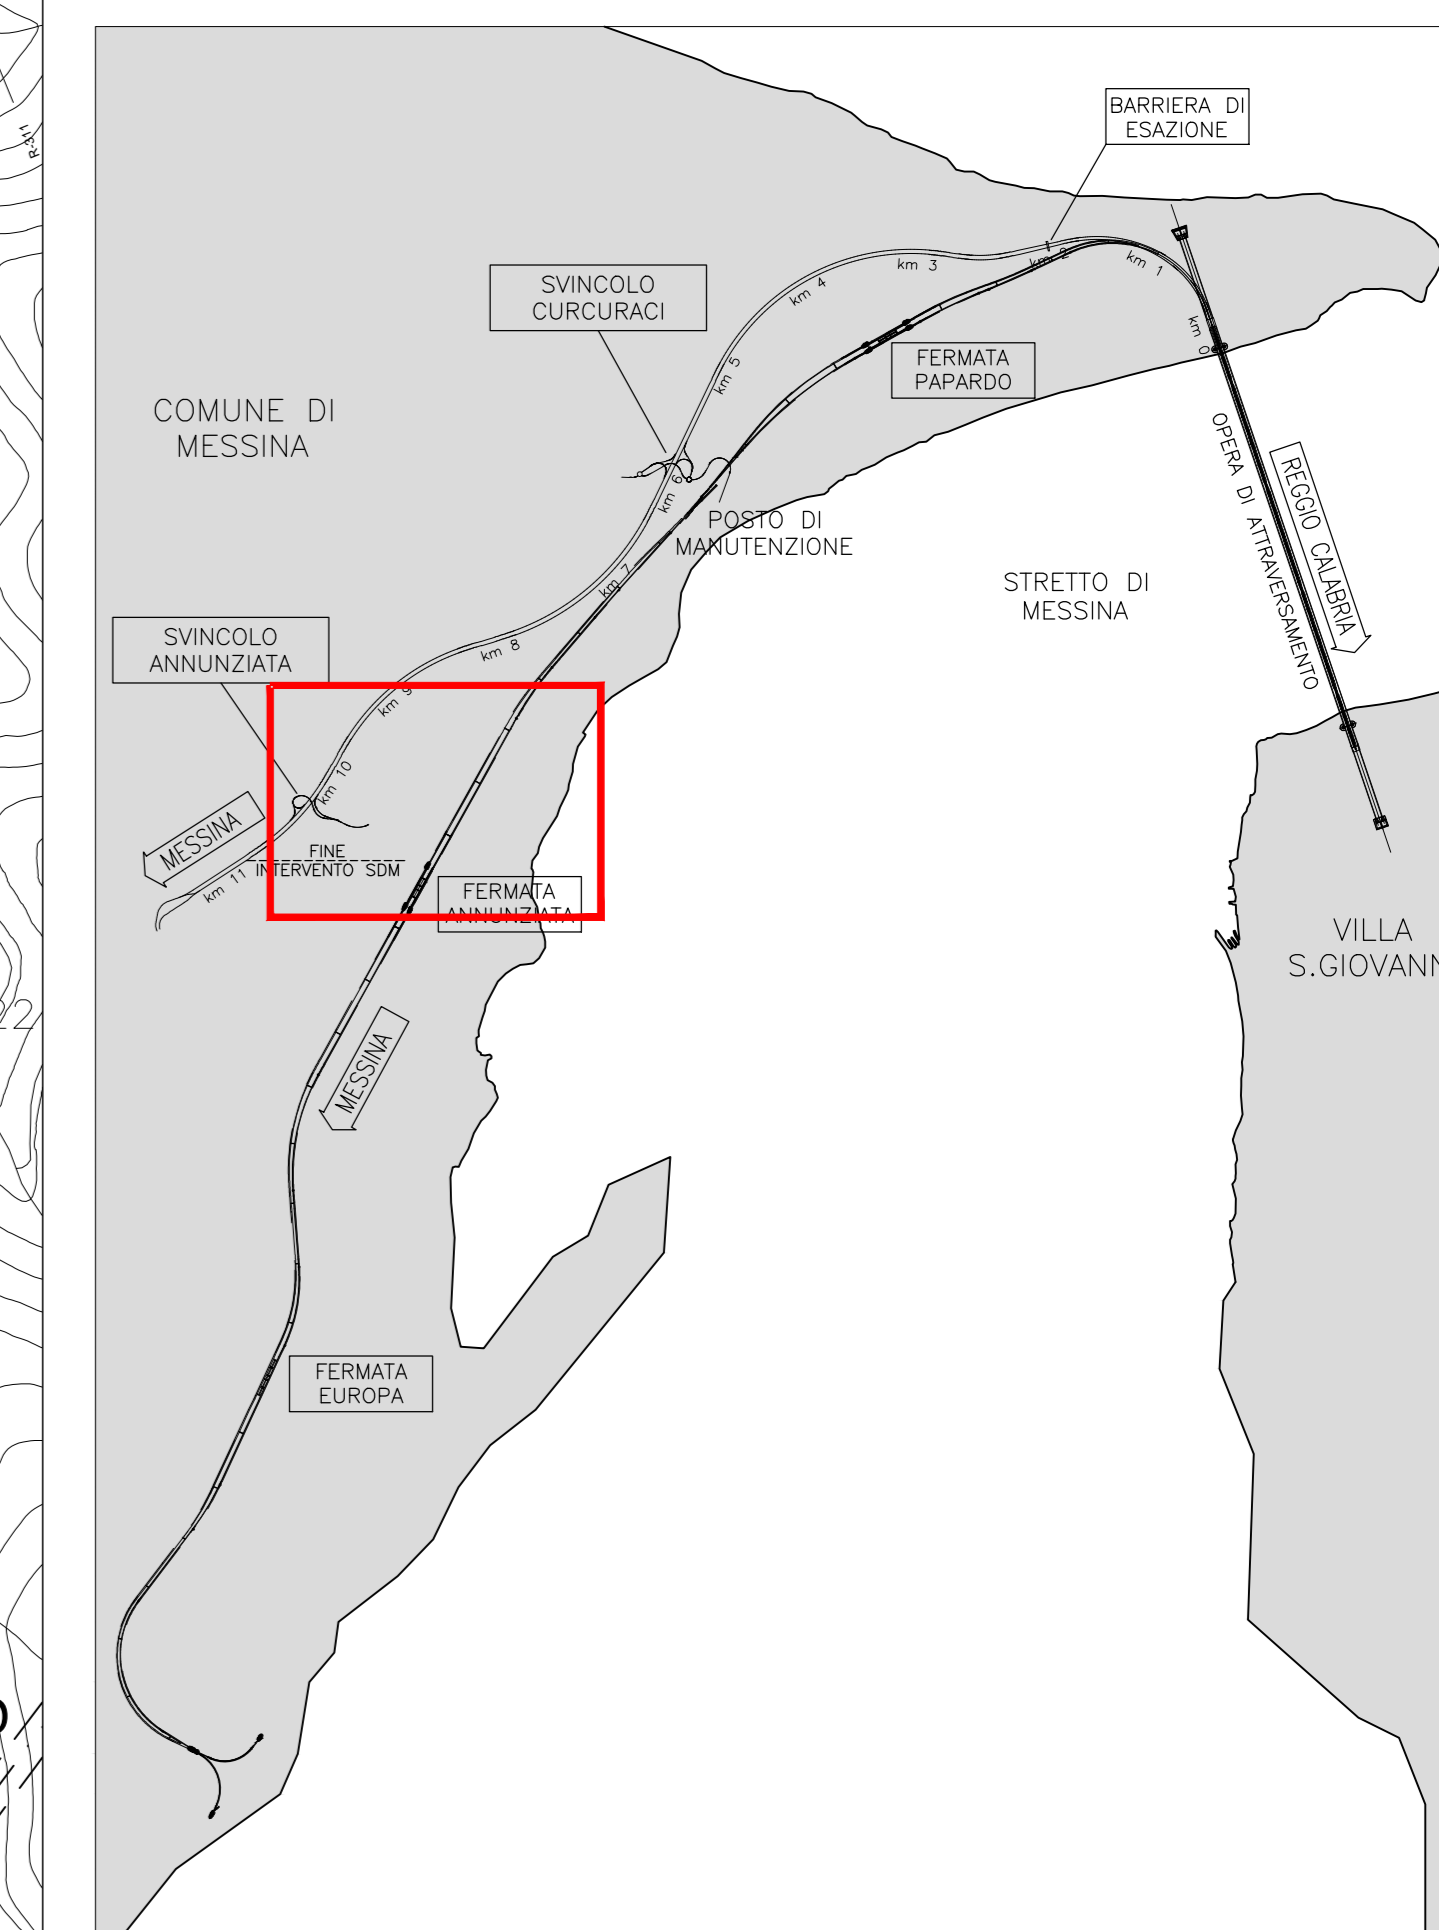 R-311
BARRIERA DI
ESAZIONE
SVINCOLO
CURCURACI
km 4
km 3
km 2
km 1
km 0
FERMATA
PAPARDO
km 5
COMUNE DI
MESSINA
OPERA DI ATTRAVERSAMENTO
REGGIO CALABRIA
km 6
POSTO DI
MANUTENZIONE
STRETTO DI
MESSINA
km 7
SVINCOLO
ANNUNZIATA
km 8
km 9
km 10
MESSINA
FINE
INTERVENTO SDM
km 11
FERMATA
ANNUNZIATA
VILLA
S.GIOVANN
22
MESSINA
FERMATA
EUROPA